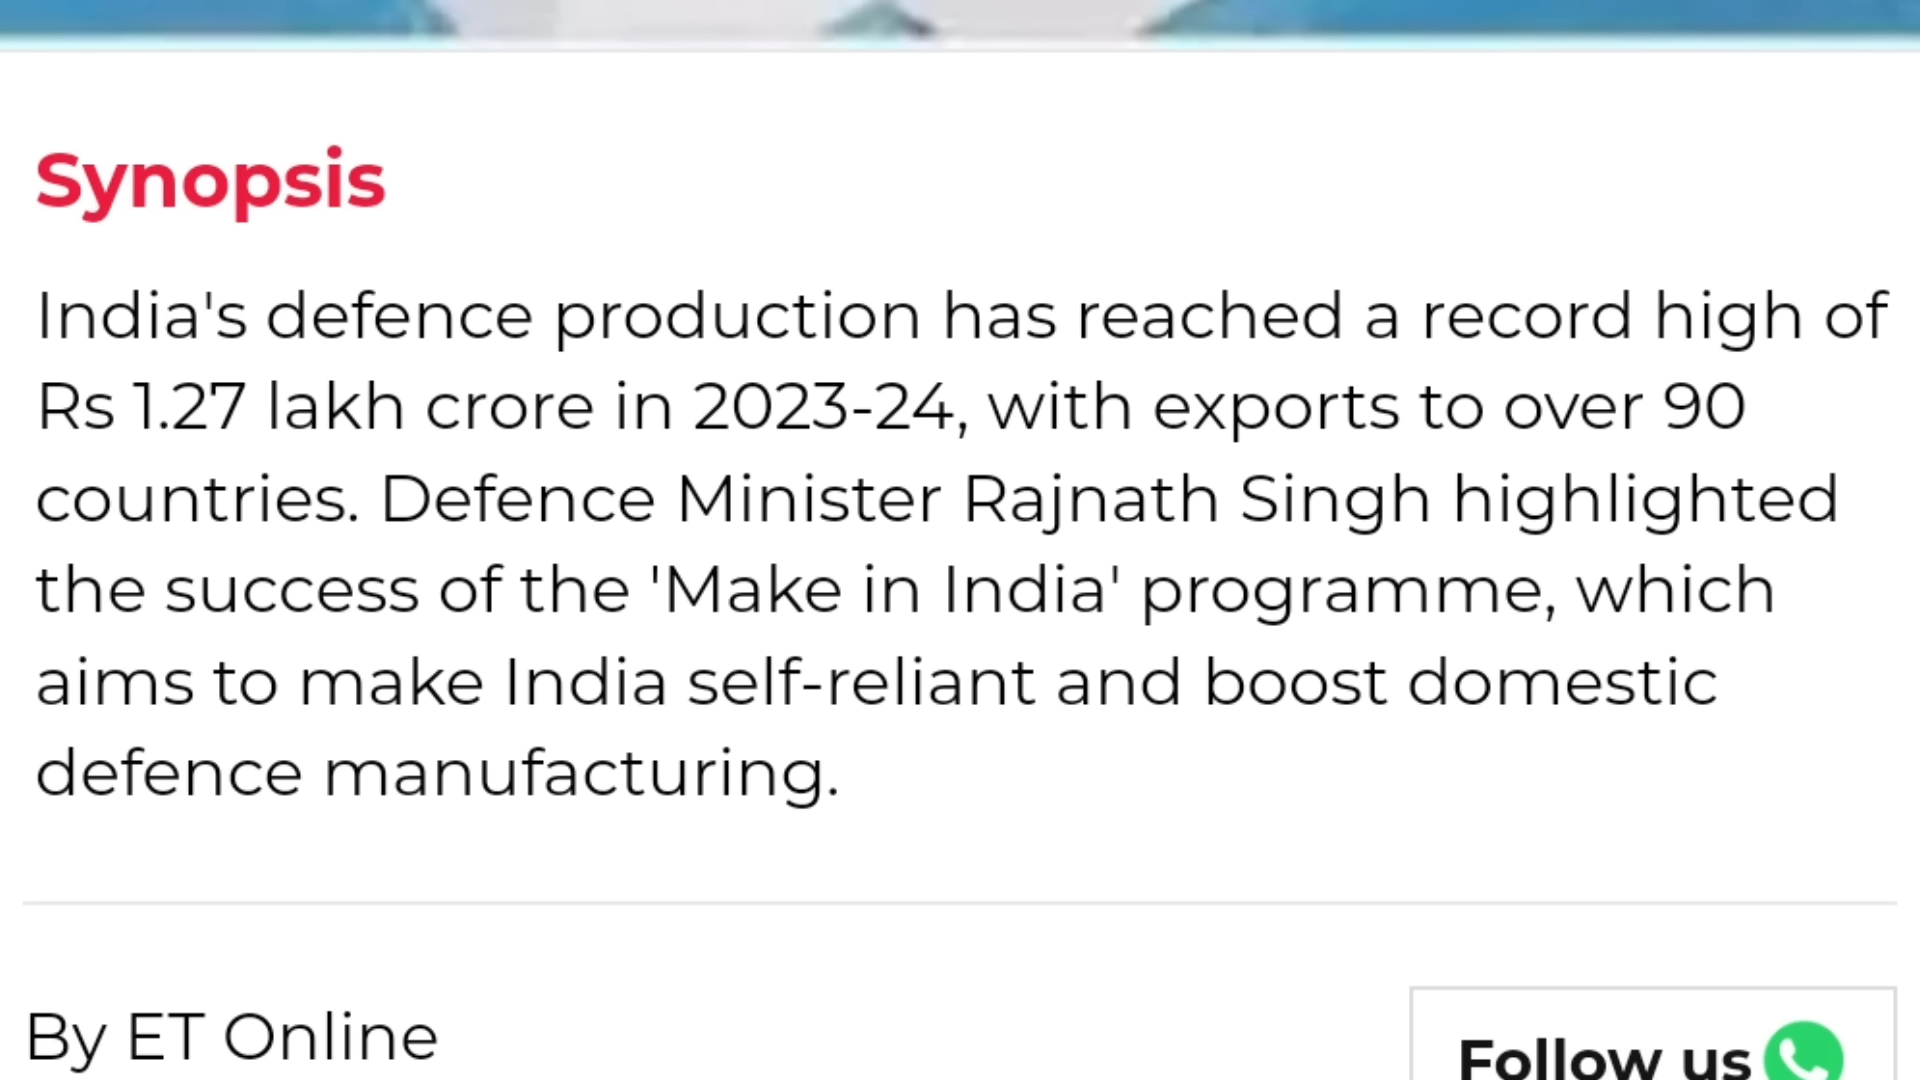 Synopsis
India's defence production has reached a record high of
Rs 1.27 lakh crore in 2023-24, with exports to over 90
countries. Defence Minister Rajnath Singh highlighted
the success of the 'Make in India' programme, which
aims to make India self-reliant and boost domestic
defence manufacturing.
By ET Online
Follow us